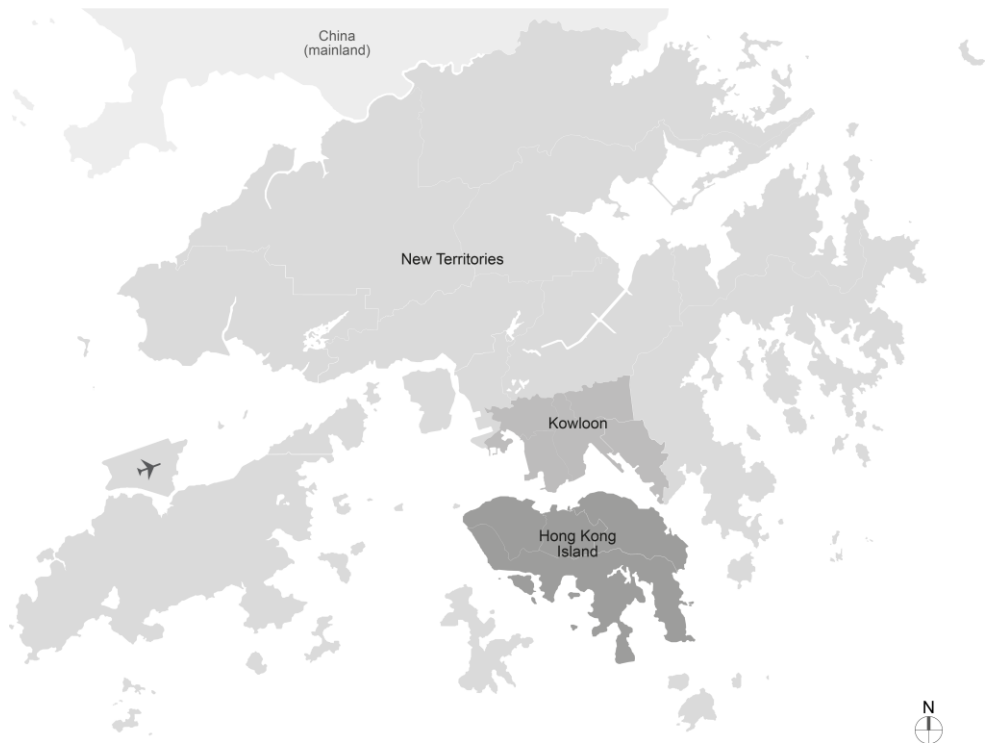 China
(mainland)
New Territories
Kowloon
Hong Kong
Island
N